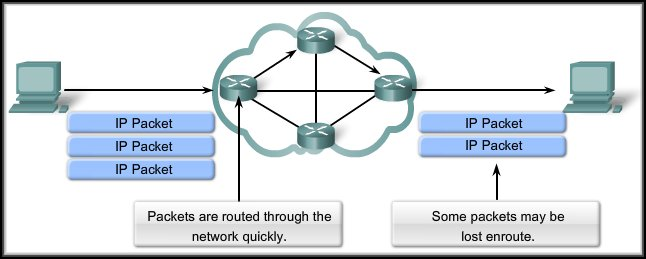 IP Packet
IP Packet
IP Packet
IP Packet
IP Packet
Packets are routed through the
network quickly.
Some packets may be
lost enroute.